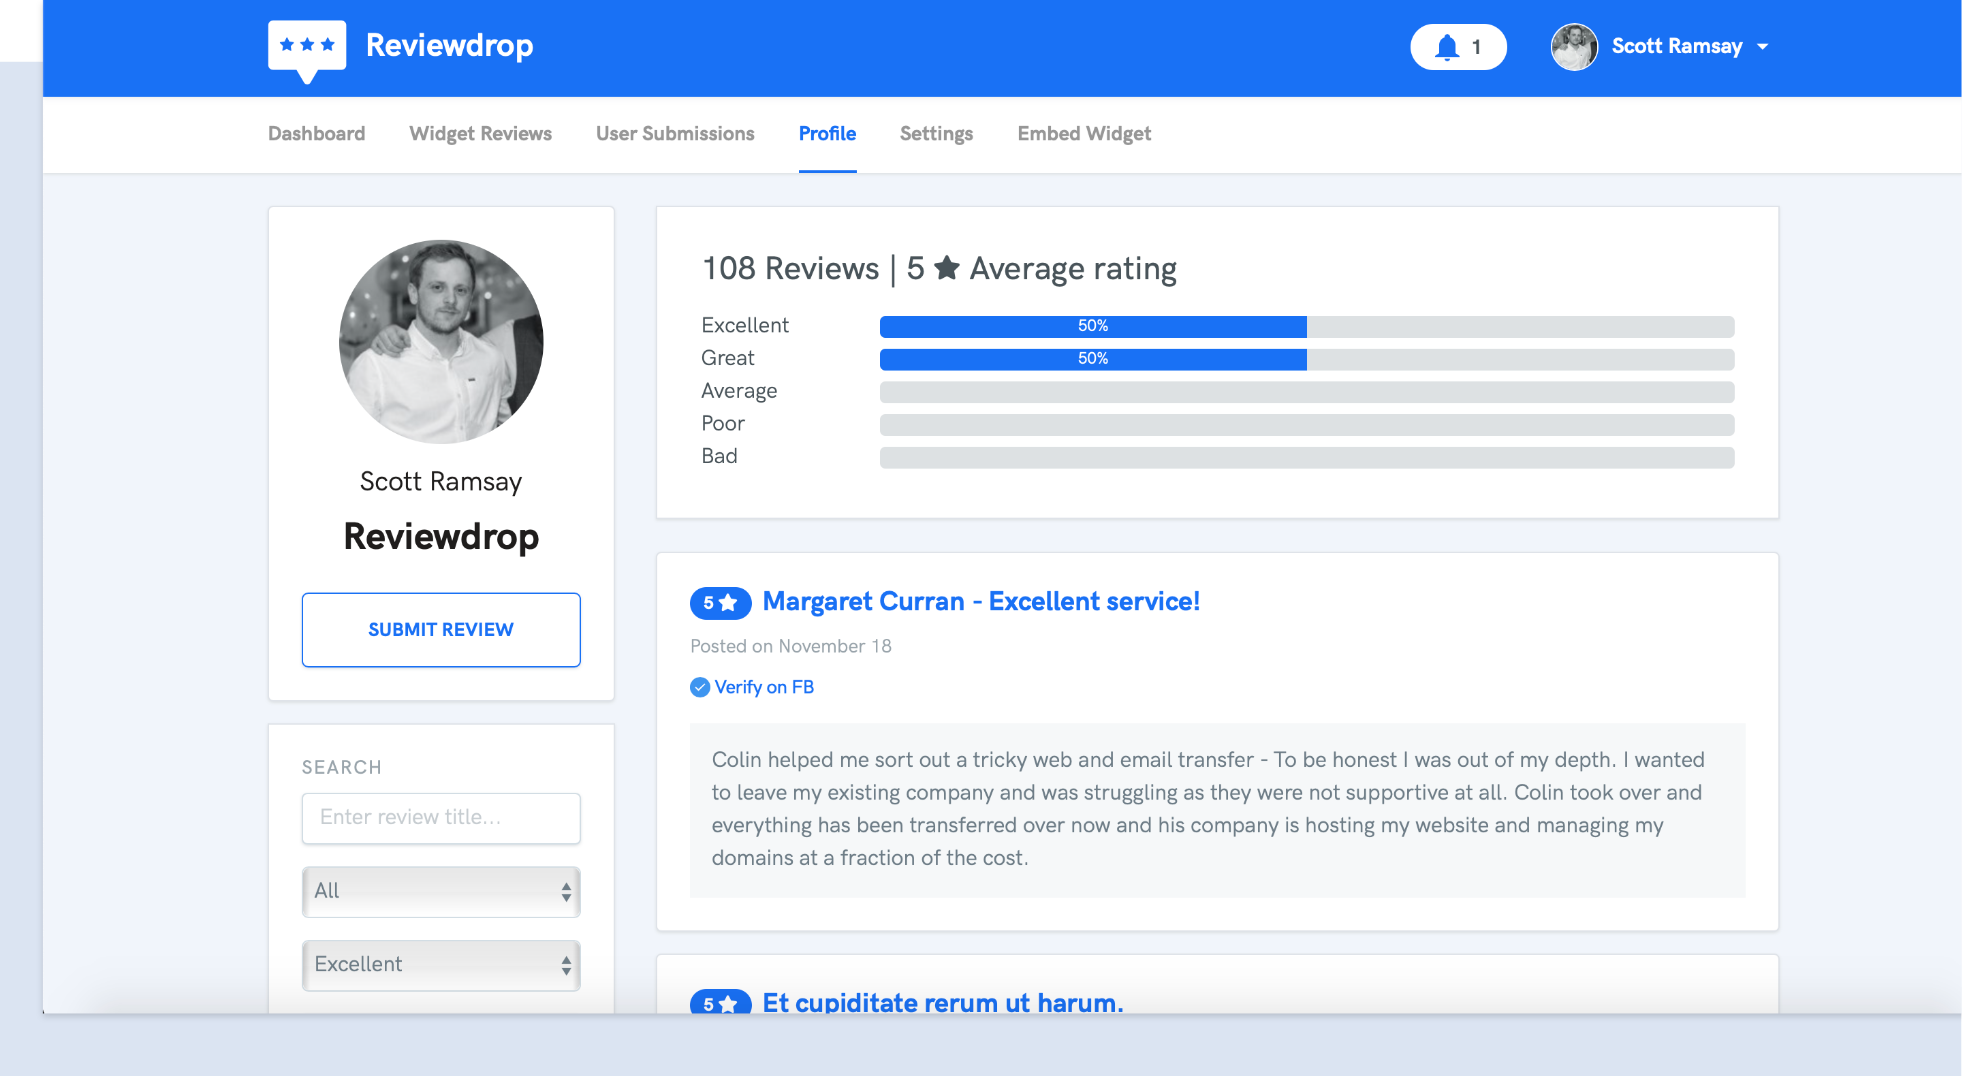 Reviewdrop
1
Scott Ramsay
Dashboard Widget Reviews User Submissions Profile Settings Embed Widget
Scott Ramsay
Reviewdrop
SUBMIT REVIEW
SEARCH
Enter review title...
All
Excellent
108 Reviews | 5 ★ Average rating
Excellent 50%
Great 50%
Average
Poor
Bad
5 ★ Margaret Curran - Excellent service!
Posted on November 18
Verify on FB
Colin helped me sort out a tricky web and email transfer - To be honest I was out of my depth. I wanted
to leave my existing company and was struggling as they were not supportive at all. Colin took over and
everything has been transferred over now and his company is hosting my website and managing my
domains at a fraction of the cost.
5 ★ Et cupiditate rerum ut harum.